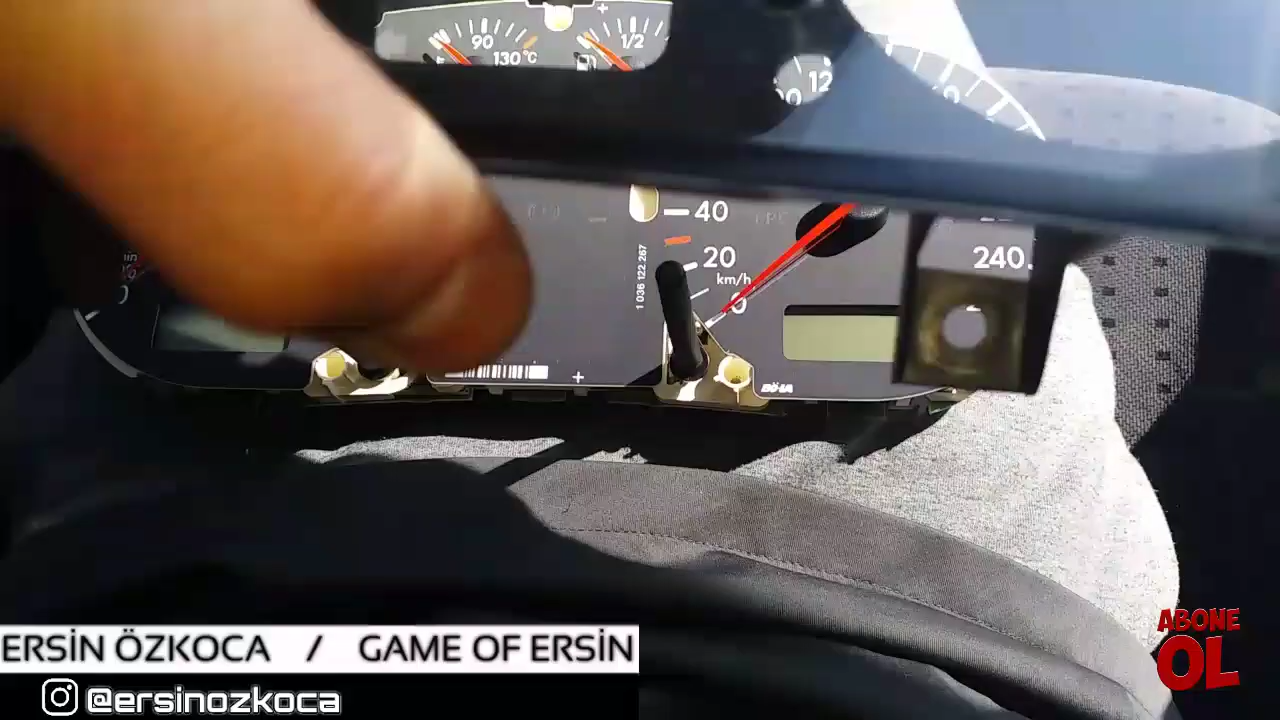 90
130°C
1/2
12
40
20
km/h
0
240
1 036 122.267
ERSİN ÖZKOCA / GAME OF ERSİN
@ersinozkoca
ABONE
OL